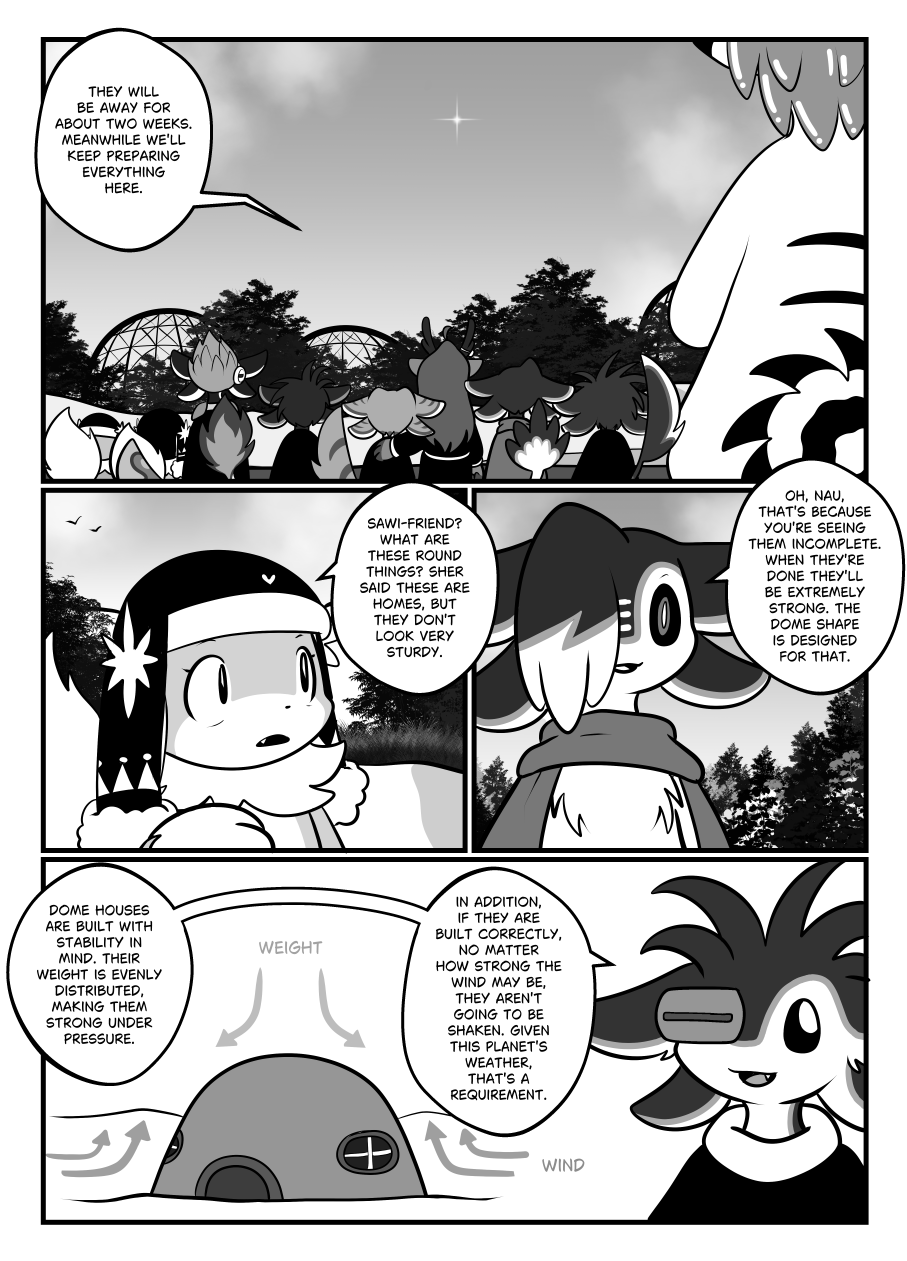 THEY WILL
BE AWAY FOR
ABOUT TWO WEEKS.
MEANWHILE WE'LL
KEEP PREPARING
EVERYTHING
HERE.
SAWI-FRIEND?
WHAT ARE
THESE ROUND
THINGS? SHER
SAID THESE ARE
HOMES, BUT
THEY DON'T
LOOK VERY
STURDY.
OH, NAU,
THAT'S BECAUSE
YOU'RE SEEING
THEM INCOMPLETE.
WHEN THEY'RE
DONE THEY'LL
BE EXTREMELY
STRONG. THE
DOME SHAPE
IS DESIGNED
FOR THAT.
DOME HOUSES
ARE BUILT WITH
STABILITY IN
MIND. THEIR
WEIGHT IS EVENLY
DISTRIBUTED,
MAKING THEM
STRONG UNDER
PRESSURE.
WEIGHT
IN ADDITION,
IF THEY ARE
BUILT CORRECTLY,
NO MATTER
HOW STRONG THE
WIND MAY BE,
THEY AREN'T
GOING TO BE
SHAKEN. GIVEN
THIS PLANET'S
WEATHER,
THAT'S A
REQUIREMENT.
WIND